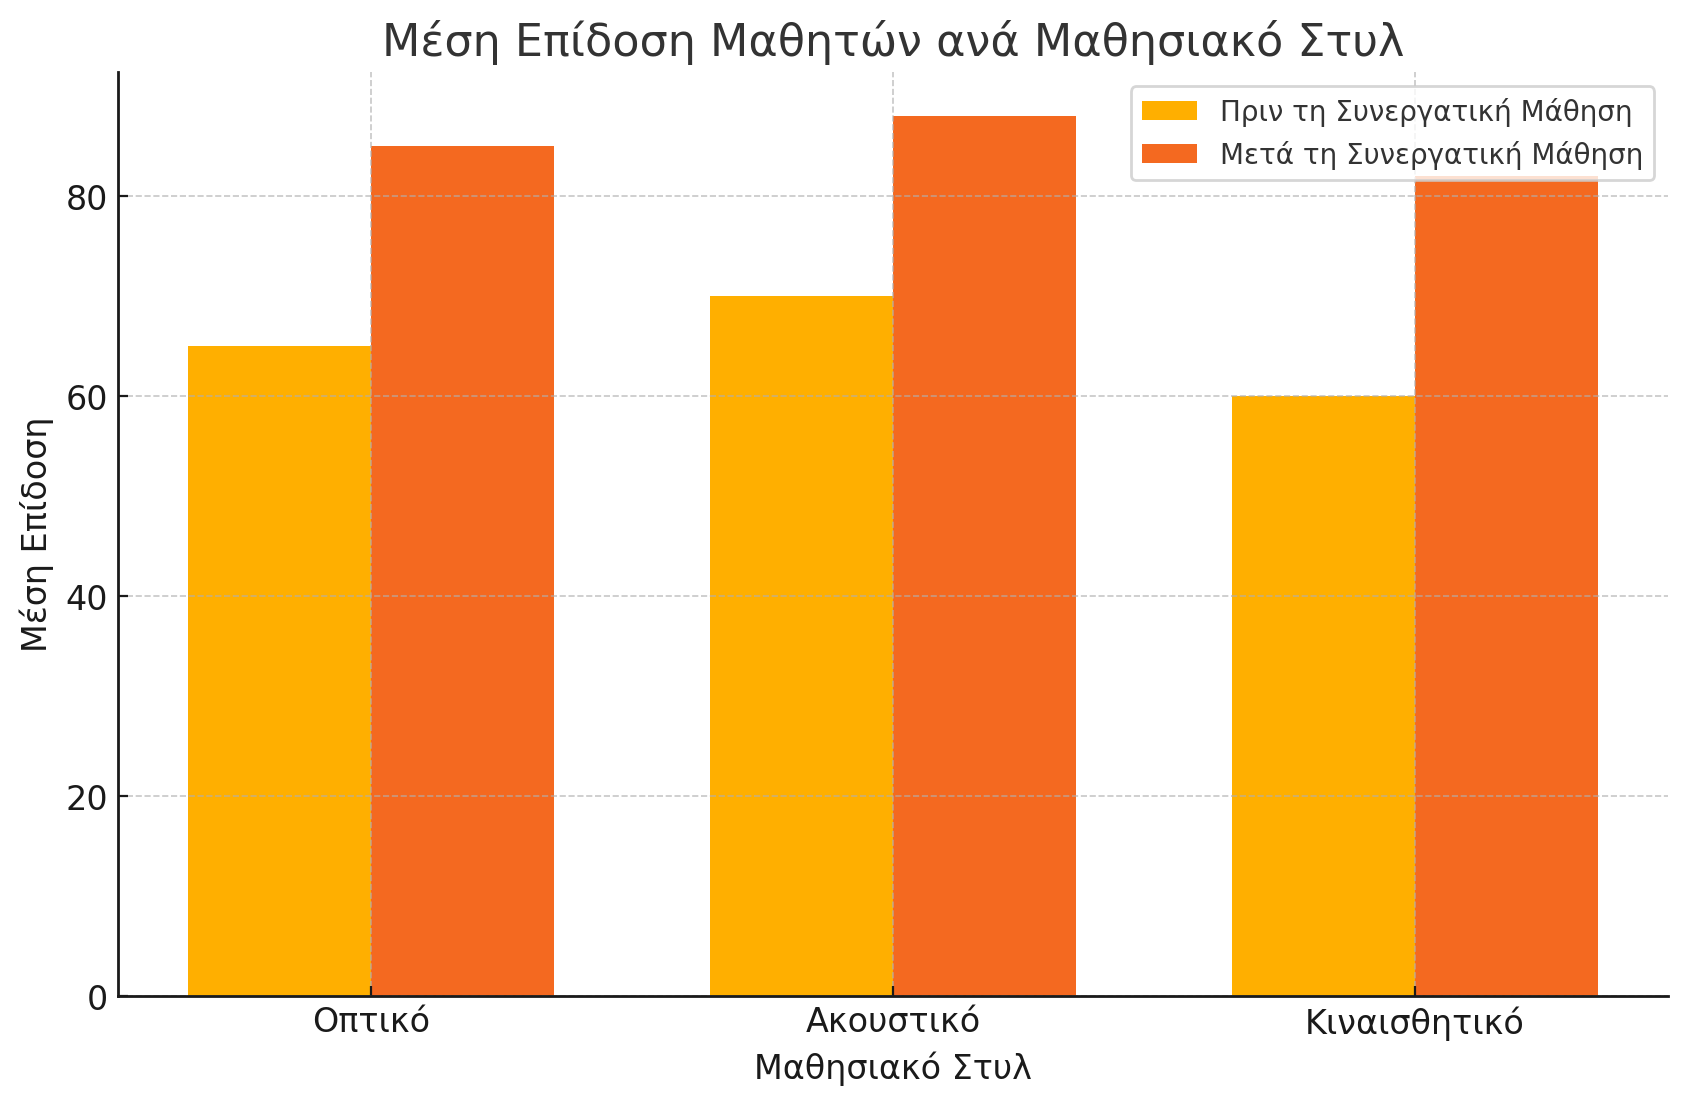 Μέση Επίδοση Μαθητών ανά Μαθησιακό Στυλ
Πριν τη Συνεργατική Μάθηση
Μετά τη Συνεργατική Μάθηση
Μέση Επίδοση
80
60
40
20
0
Οπτικό Ακουστικό Κιναισθητικό
Μαθησιακό Στυλ